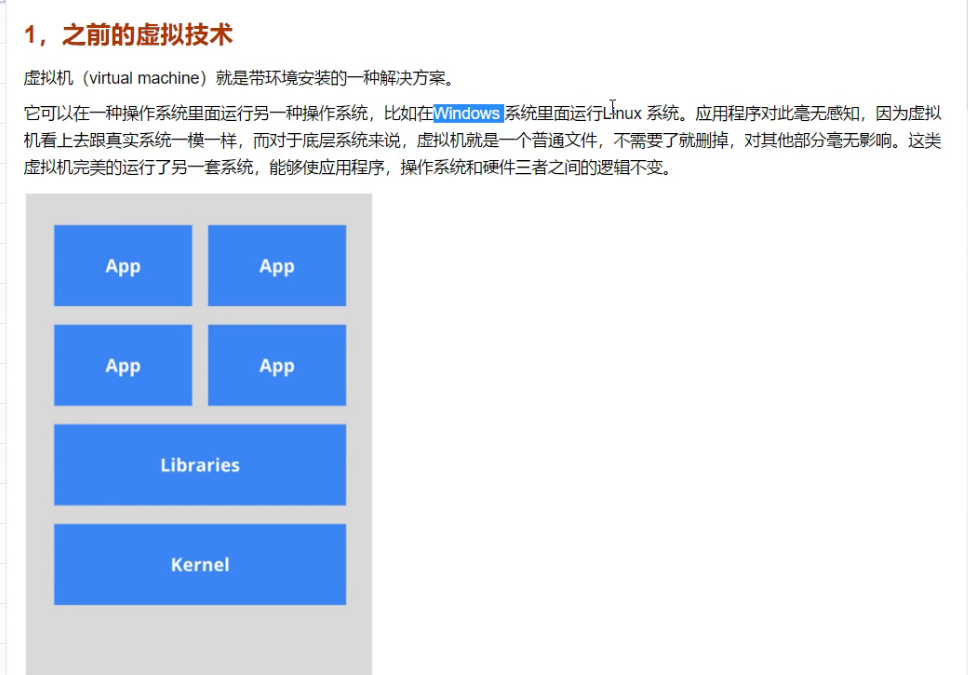 1，之前的虚拟技术
虚拟机（virtual machine）就是带环境安装的一种解决方案。
它可以在一种操作系统里面运行另一种操作系统，比如在Windows 系统里面运行Linux 系统。应用程序对此毫无感知，因为虚拟
机看上去跟真实系统一模一样，而对于底层系统来说，虚拟机就是一个普通文件，不需要了就删掉，对其他部分毫无影响。这类
虚拟机完美的运行了另一套系统，能够使应用程序，操作系统和硬件三者之间的逻辑不变。
App App
App App
Libraries
Kernel